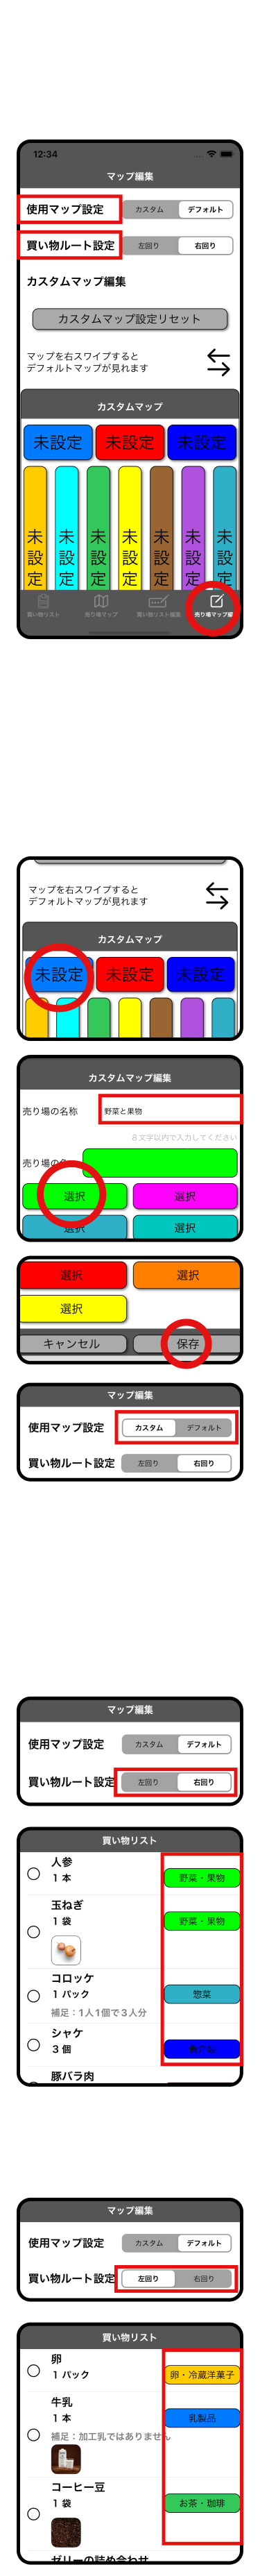 12:34
マップ編集
使用マップ設定 カスタム デフォルト
買い物ルート設定 左回り 右回り
カスタムマップ編集
カスタムマップ設定リセット
マップを右スワイプすると
デフォルトマップが見れます
カスタムマップ
未設定 未設定 未設定
未設定 未設定 未設定 未設定 未設定 未設定 未設定
買い物リスト 売り場マップ 買い物リスト編集 売り場マップ編
マップを右スワイプすると
デフォルトマップが見れます
カスタムマップ
未設定 未設定 未設定
カスタムマップ編集
売り場の名称 野菜と果物
8文字以内で入力してください
売り場の
選択 選択
選択 選択
選択 選択
選択
キャンセル 保存
マップ編集
使用マップ設定 カスタム デフォルト
買い物ルート設定 左回り 右回り
マップ編集
使用マップ設定 カスタム デフォルト
買い物ルート設定 左回り 右回り
買い物リスト
人参
1 本
野菜・果物
玉ねぎ
1 袋
野菜・果物
コロッケ
1 パック
惣菜
補足：1人1個で3人分
シャケ
3 個
魚介類
豚バラ肉
マップ編集
使用マップ設定 カスタム デフォルト
買い物ルート設定 左回り 右回り
買い物リスト
卵
1 パック
卵・冷蔵洋菓子
牛乳
1 本
乳製品
補足：加工乳ではありません
コーヒー豆
1 袋
お茶・珈琲
ゼリーの詰め合わせ